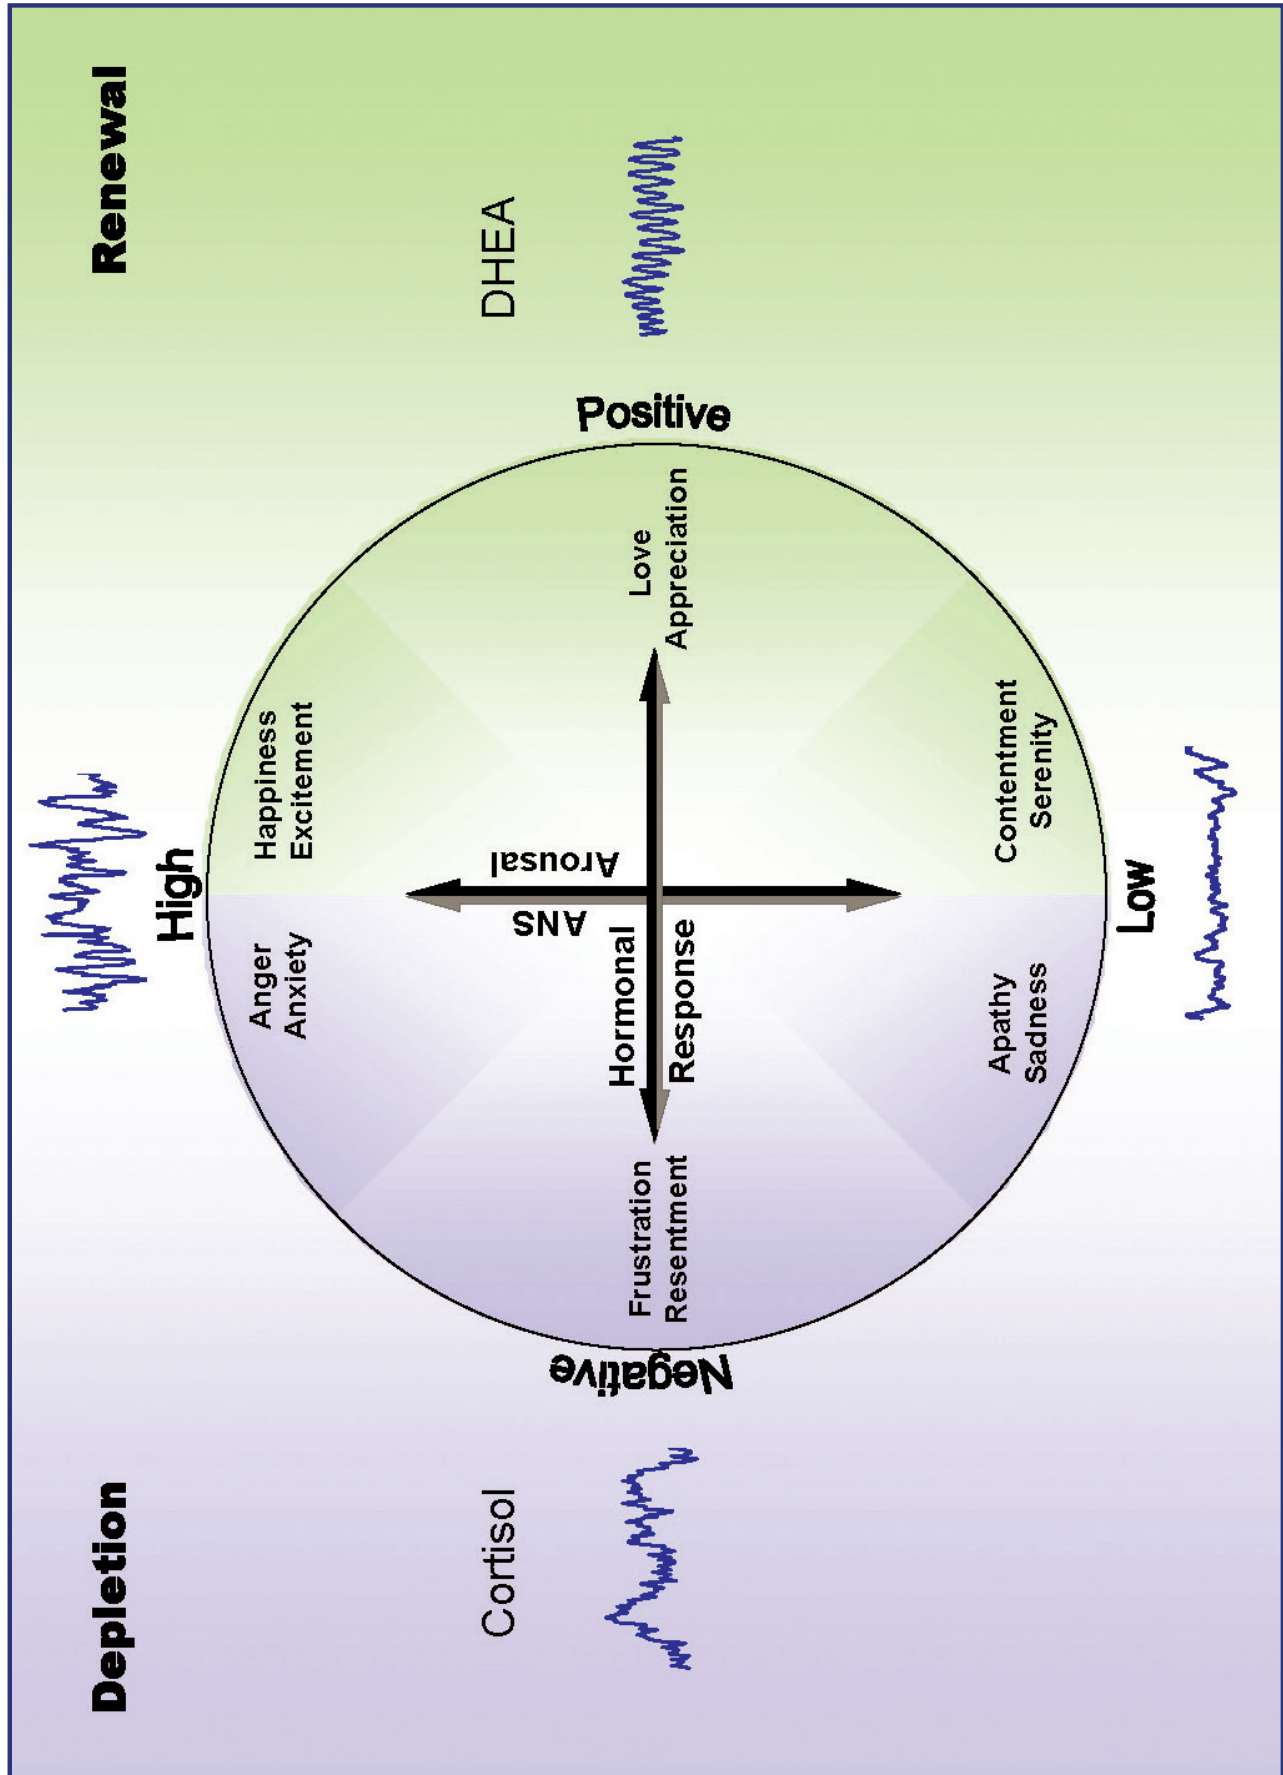 Depletion
Renewal
High
Anger
Anxiety
Happiness
Excitement
Cortisol
DHEA
ANS
Arousal
Negative
Frustration
Resentment
Hormonal
Response
Love
Appreciation
Positive
Apathy
Sadness
Contentment
Serenity
Low